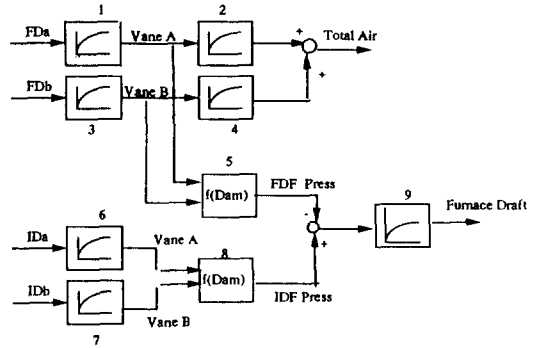 1
2
FDa
Vane A
+
Total Air
+
FDb
Vane B
3
4
5
9
f(Dam)
FDF Press
Furnace Draft
6
-
IDa
Vane A
+
8
f(Dam)
IDb
IDF Press
Vane B
7